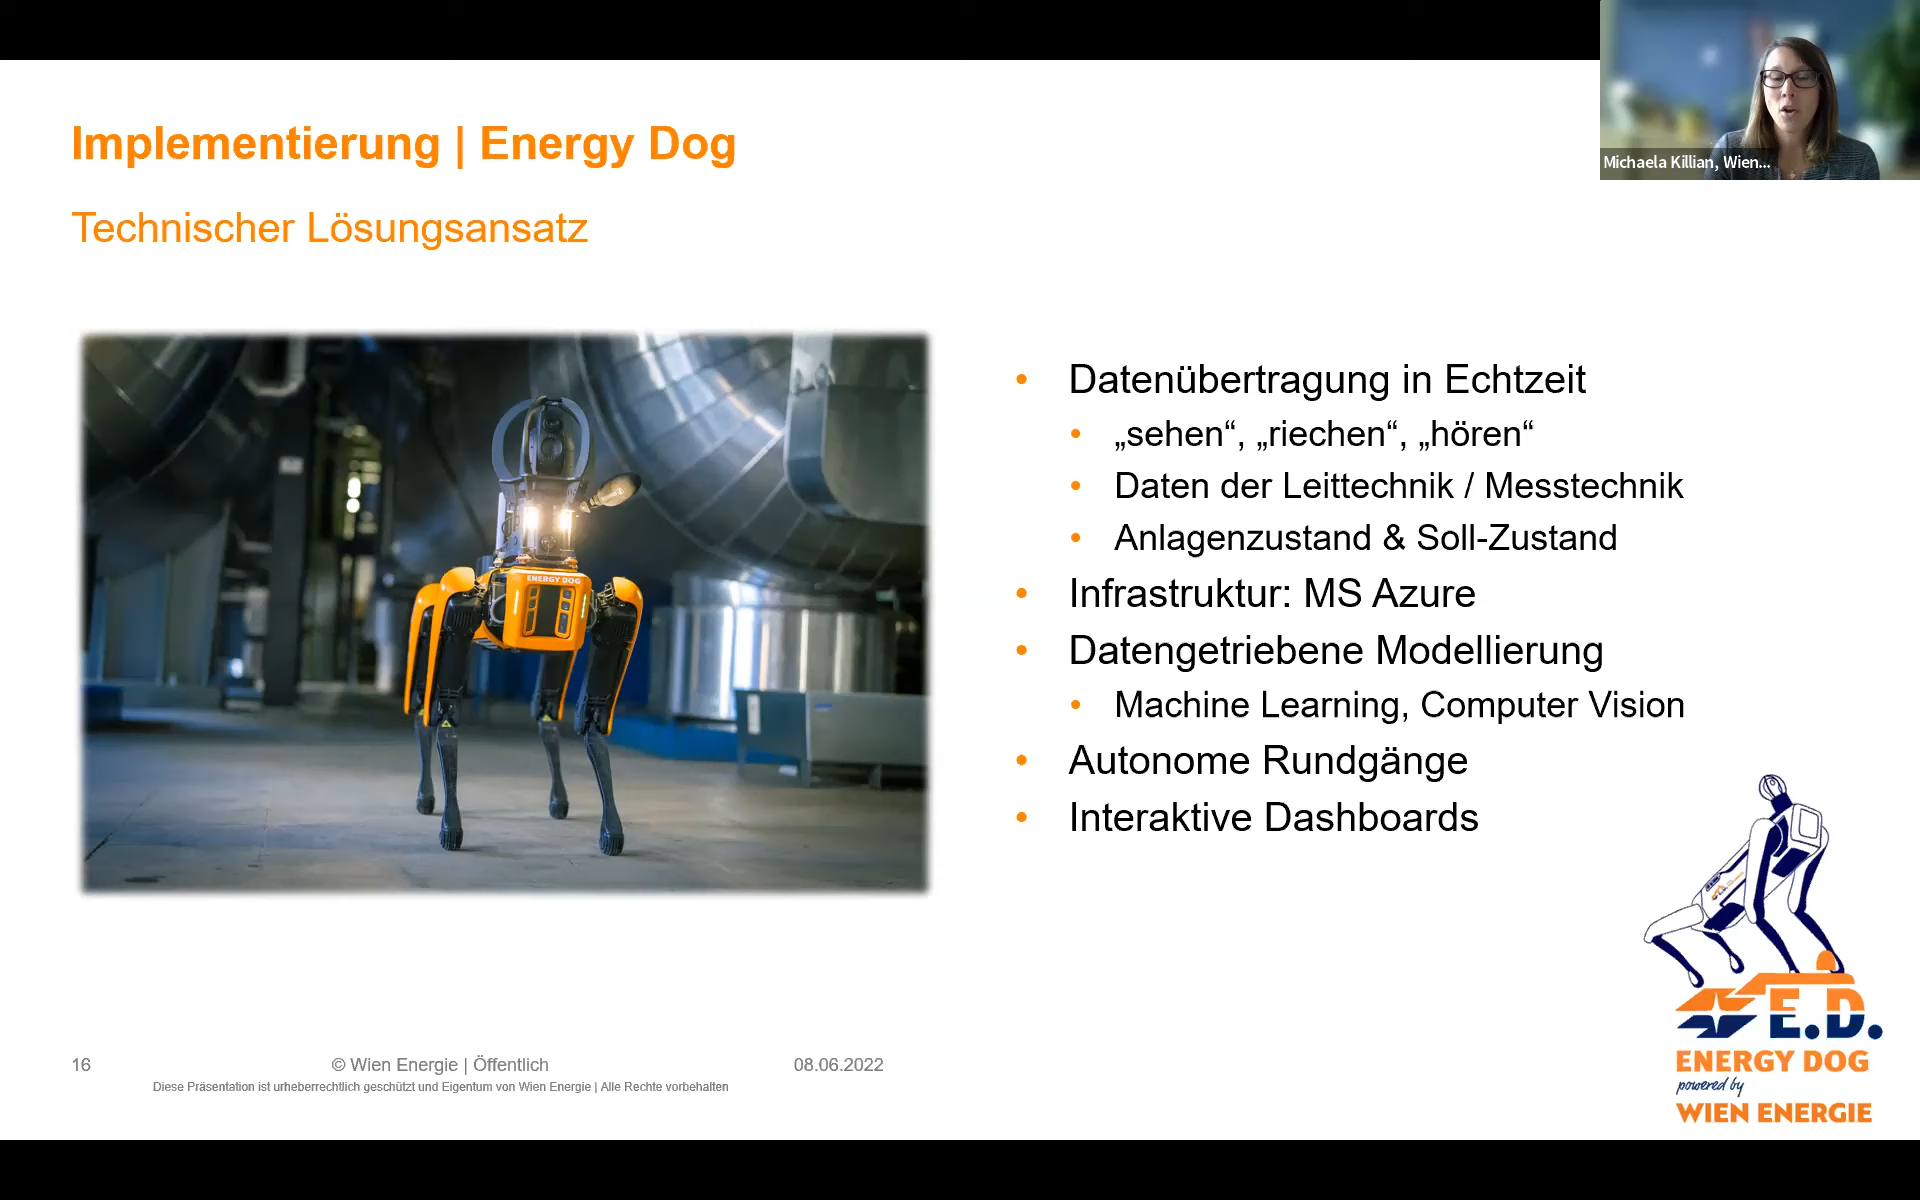 Michaela Killian, Wien...
Implementierung | Energy Dog
Technischer Lösungsansatz
ENERGY DOG
• Datenübertragung in Echtzeit
• „sehen“, „riechen“, „hören“
• Daten der Leittechnik / Messtechnik
• Anlagenzustand & Soll-Zustand
• Infrastruktur: MS Azure
• Datengetriebene Modellierung
• Machine Learning, Computer Vision
• Autonome Rundgänge
• Interaktive Dashboards
E.D.
ENERGY DOG
powered by
WIEN ENERGIE
16 © Wien Energie | Öffentlich 08.06.2022
Diese Präsentation ist urheberrechtlich geschützt und Eigentum von Wien Energie | Alle Rechte vorbehalten